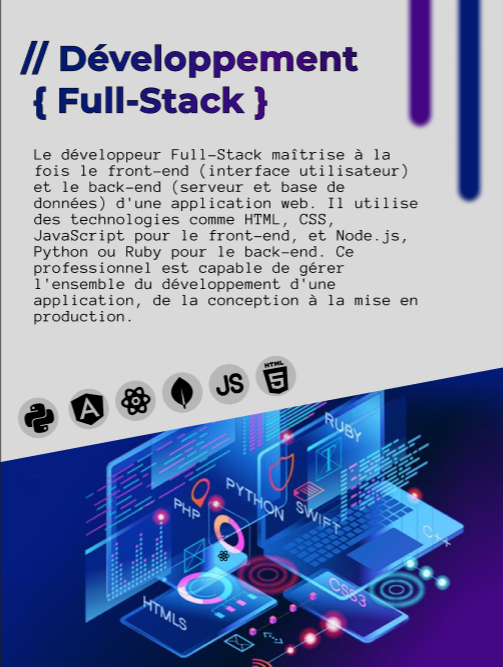 // Développement
{ Full-Stack }
Le développeur Full-Stack maîtrise à la
fois le front-end (interface utilisateur)
et le back-end (serveur et base de
données) d'une application web. Il utilise
des technologies comme HTML, CSS,
JavaScript pour le front-end, et Node.js,
Python ou Ruby pour le back-end. Ce
professionnel est capable de gérer
l'ensemble du développement d'une
application, de la conception à la mise en
production.
A
JS
HTML
5
RUBY
PYTHON
PHP
SWIFT
C++
CSS3
HTMLS